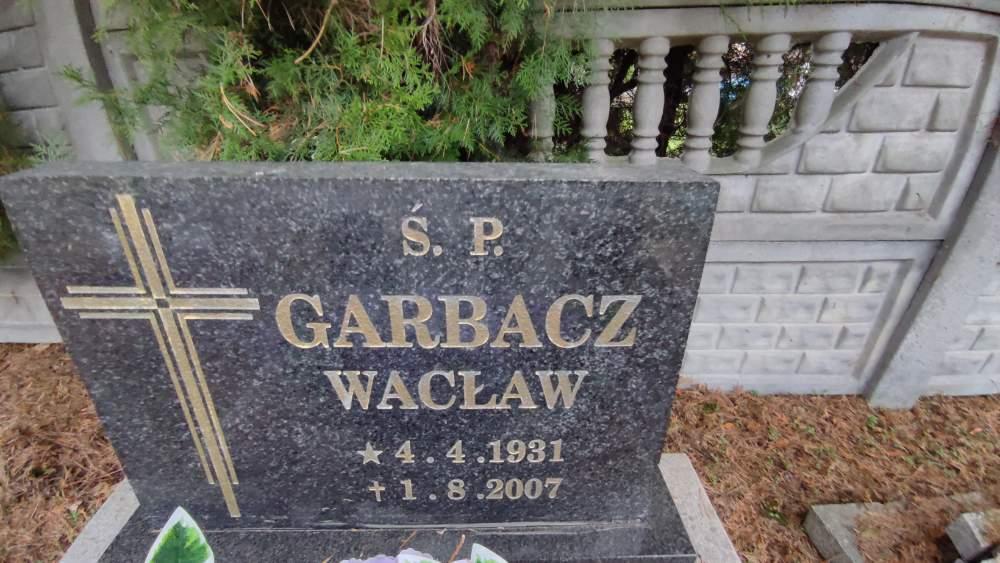 Ś. P.
GARBACZ
WACŁAW
★ 4. 4. 1931
✝ 1. 8. 2007